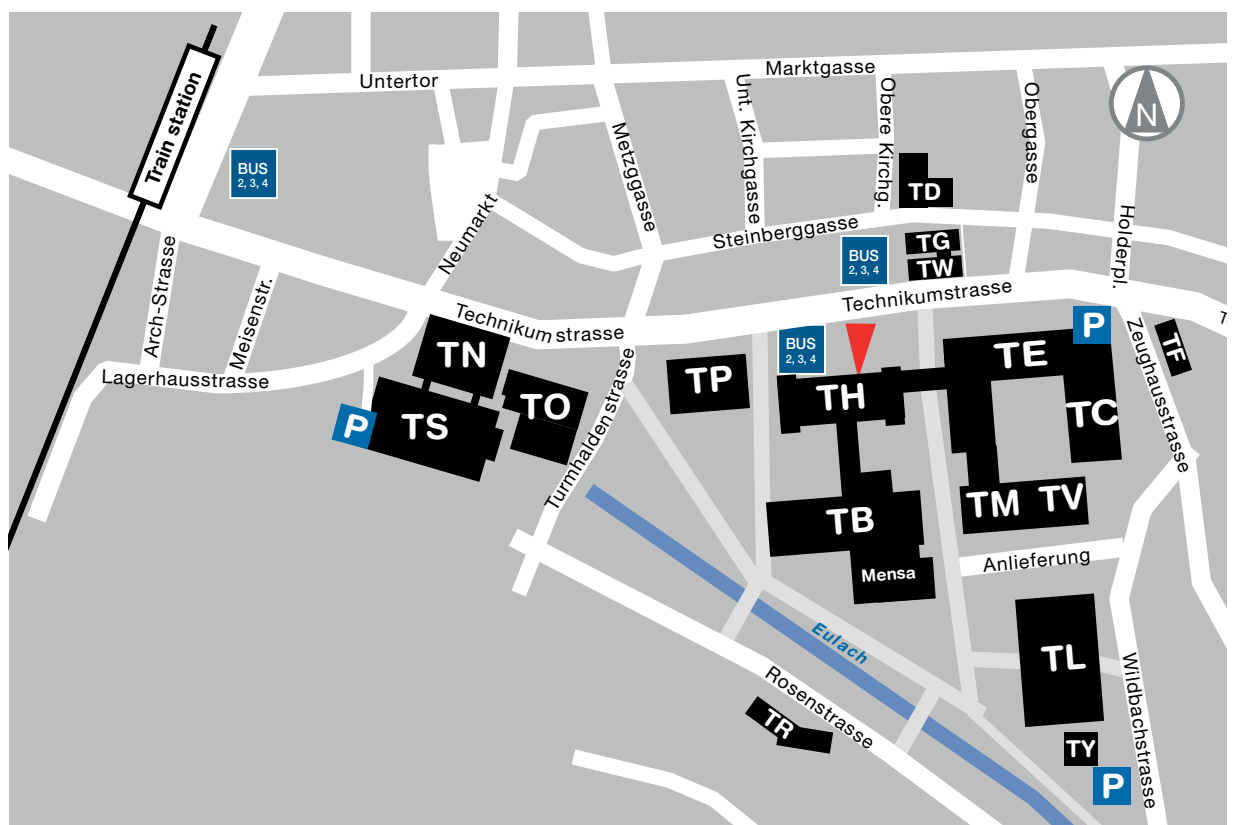 Marktgasse
Untertor
Train station
Unt. Kirchgasse
Obere Kirchg.
Obergasse
N
Metzggasse
BUS
2, 3, 4
TD
Neumarkt
Steinberggasse
Holderpl.
TG
TW
BUS
2, 3, 4
Arch-Strasse
Meisenstr.
Technikumstrasse
Technikumstrasse
T
P
BUS
2, 3, 4
Zeughausstrasse
TF
TN
TE
Lagerhausstrasse
TP
TH
TO
TC
P
TS
Turmhaldenstrasse
TM
TV
TB
Anlieferung
Mensa
Eulach
TL
Wildbachstrasse
Rosenstrasse
TR
TY
P